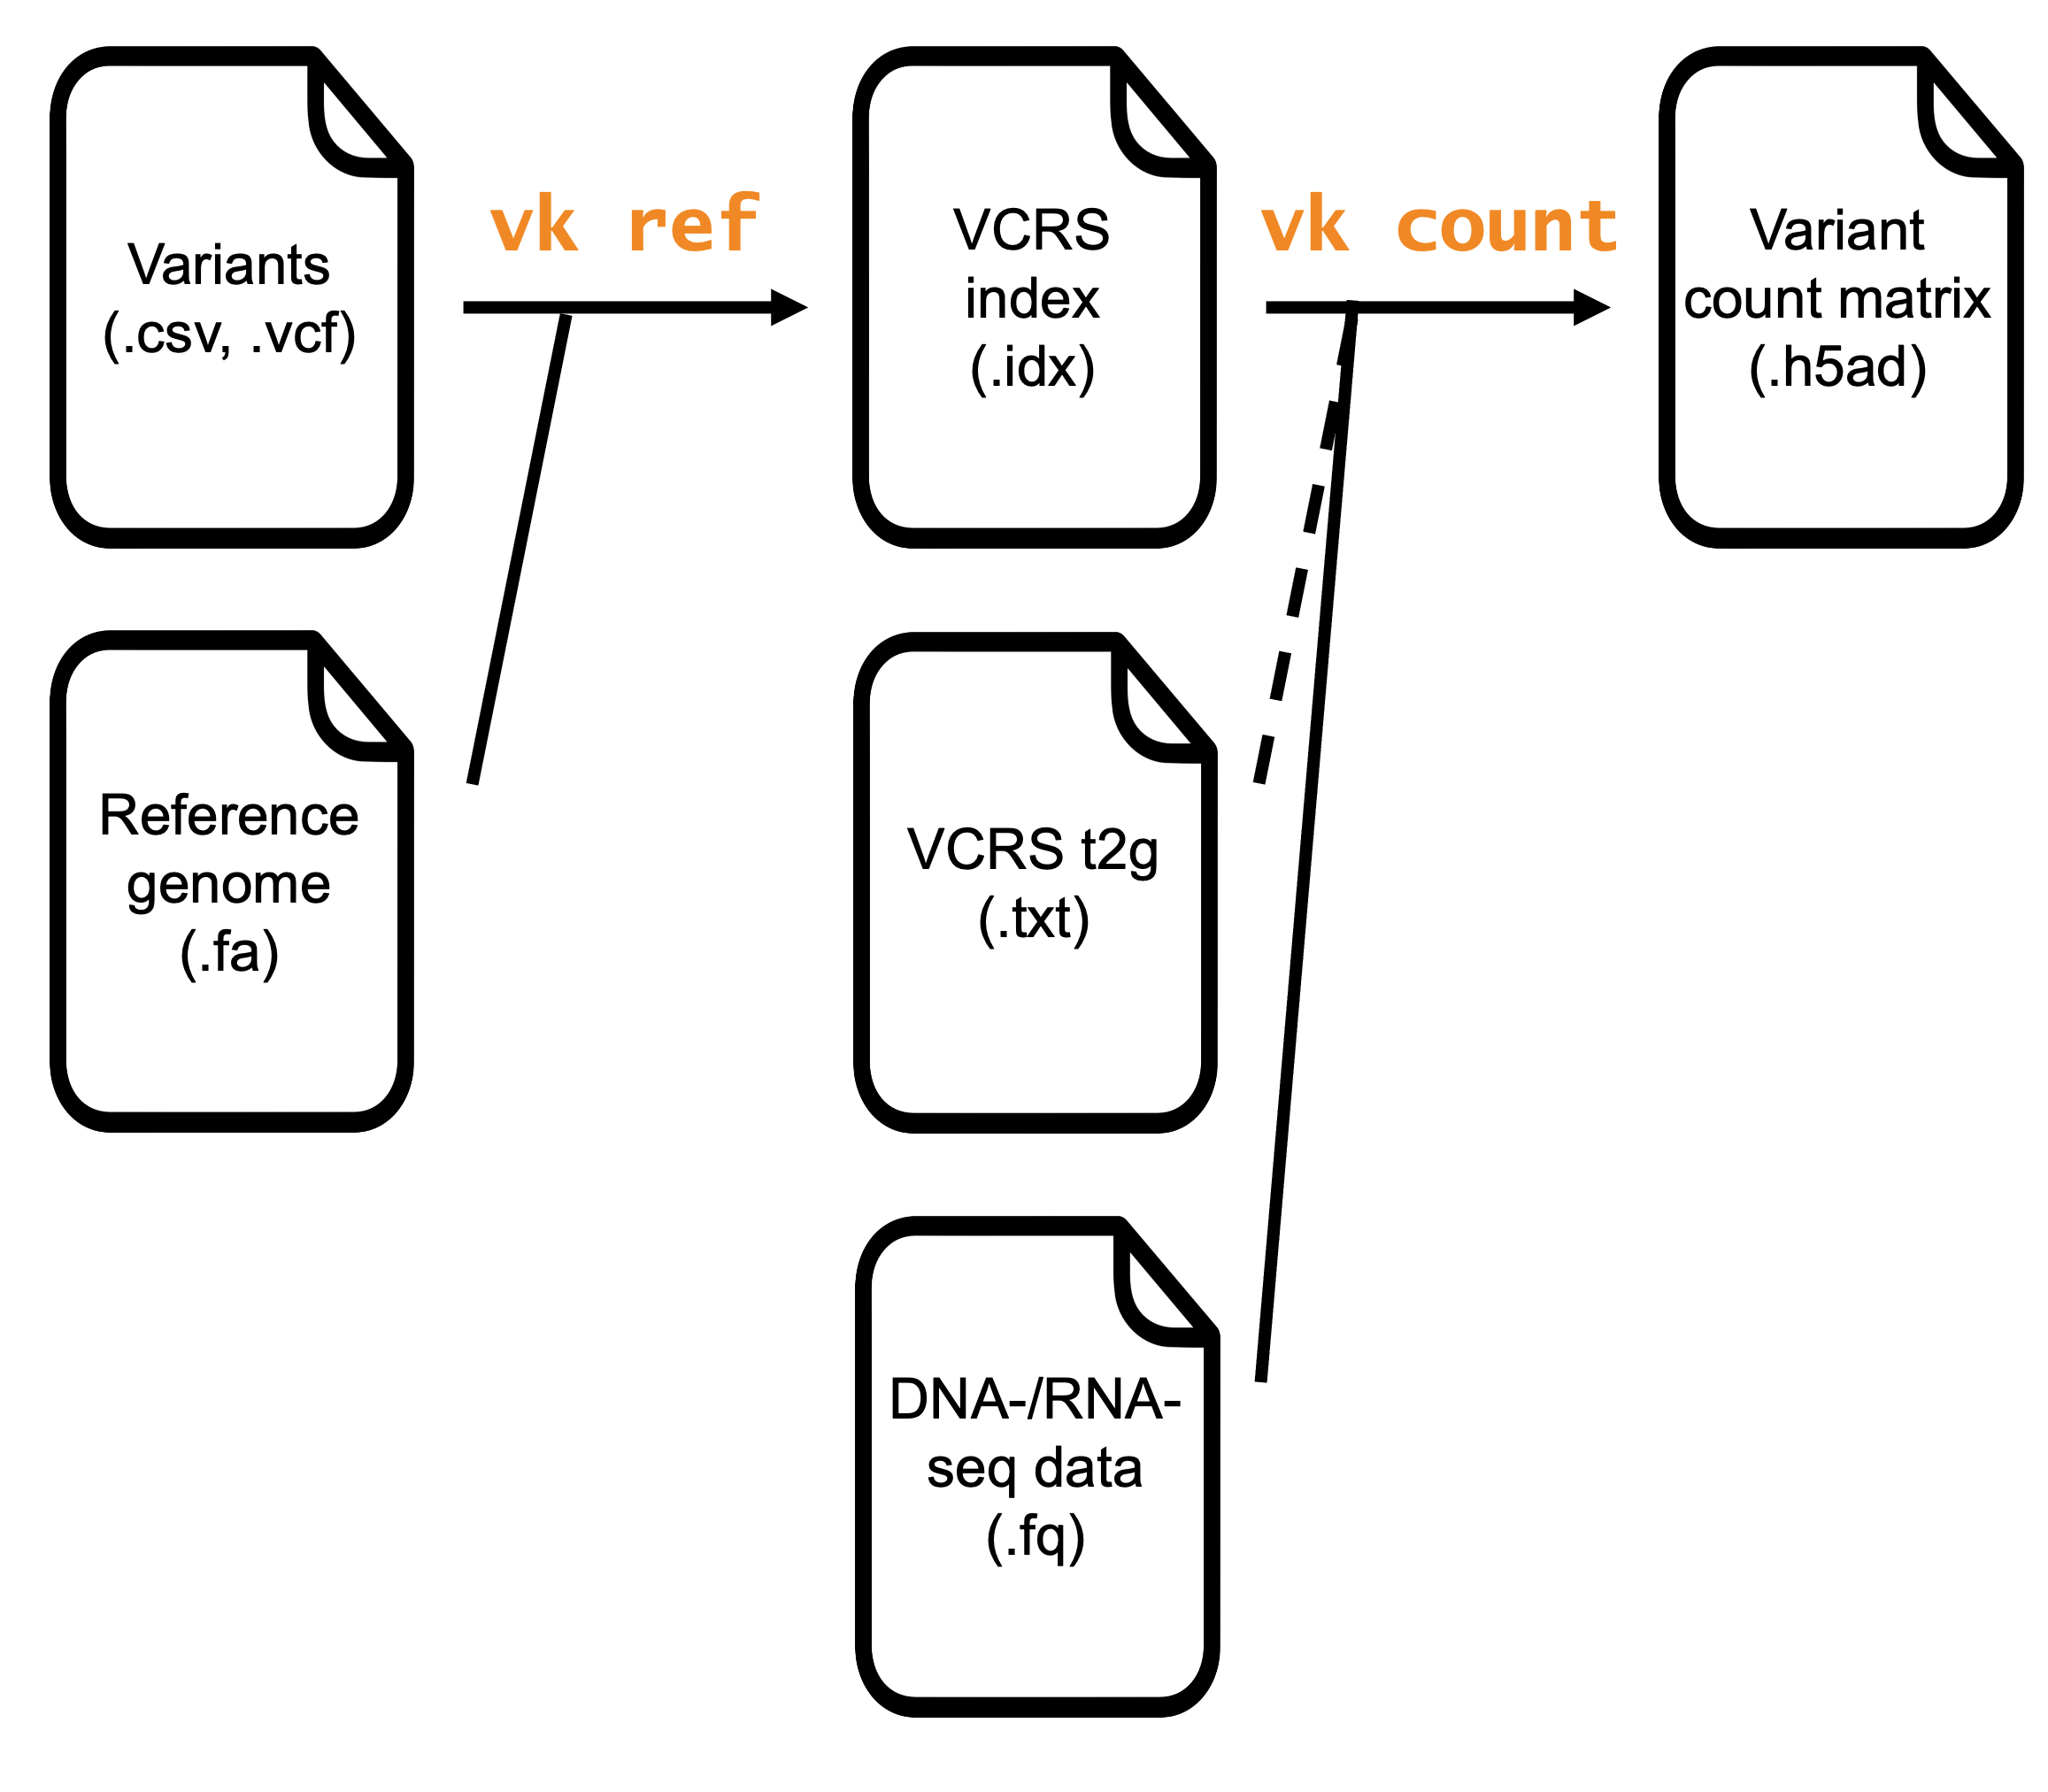 Variants
(.csv, .vcf)
vk ref
VCRS
index
(.idx)
vk count
Variant
count matrix
(.h5ad)
Reference
genome
(.fa)
VCRS t2g
(.txt)
DNA-/RNA-
seq data
(.fq)